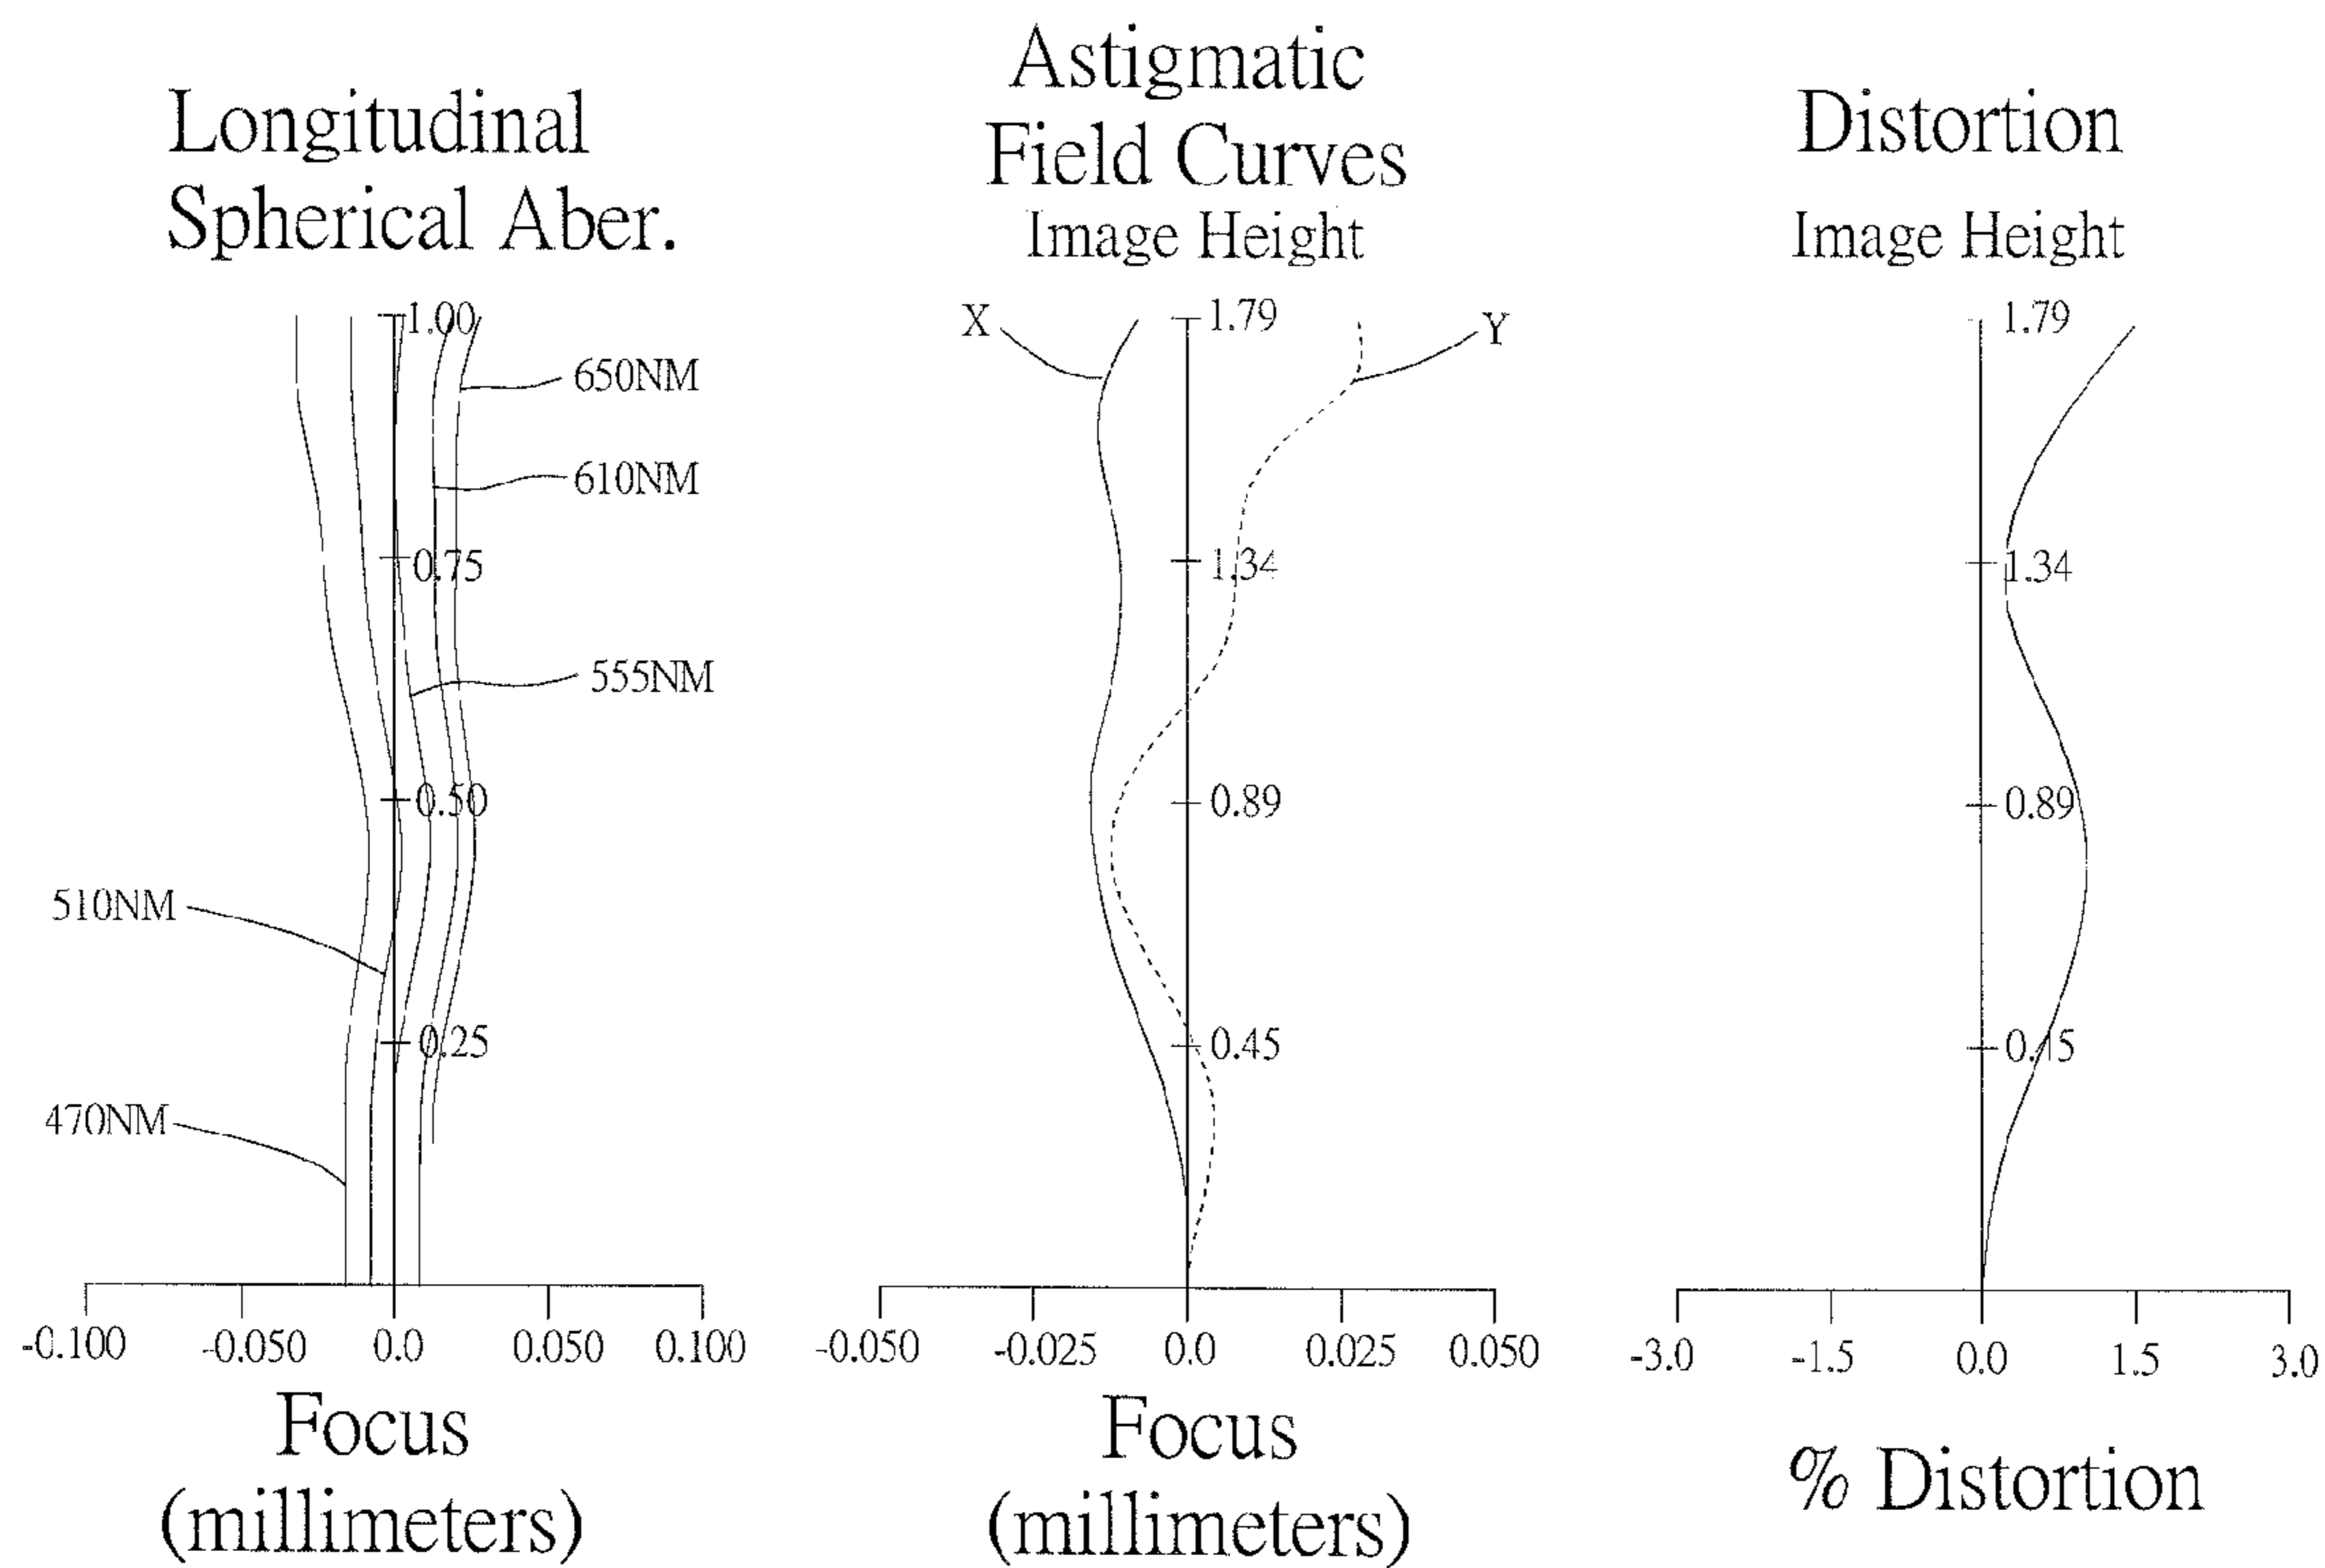 Longitudinal
Spherical Aber.
1.00
650NM
610NM
0.75
555NM
0.50
510NM
0.25
470NM
-0.100 -0.050 0.0 0.050 0.100
Focus
(millimeters)
Astigmatic
Field Curves
Image Height
X
1.79
Y
1.34
0.89
0.45
-0.050 -0.025 0.0 0.025 0.050
Focus
(millimeters)
Distortion
Image Height
1.79
1.34
0.89
0.45
-3.0 -1.5 0.0 1.5 3.0
% Distortion